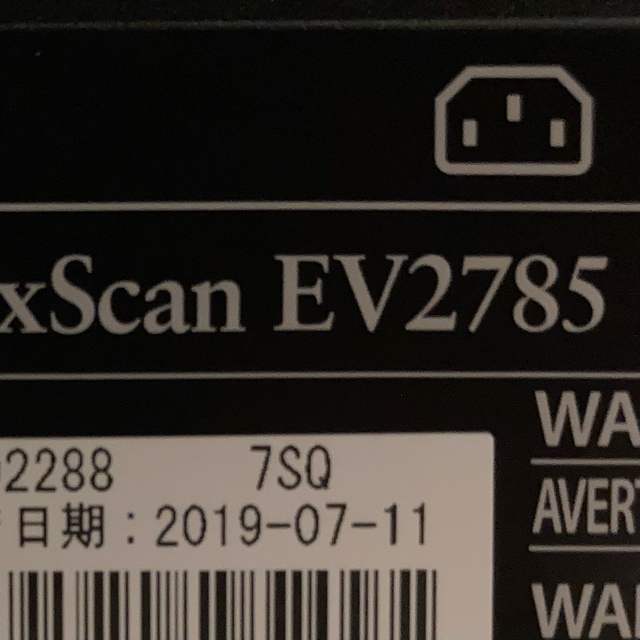 xScan EV2785
2288 7SQ
日期：2019-07-11
WA
AVERT
WA